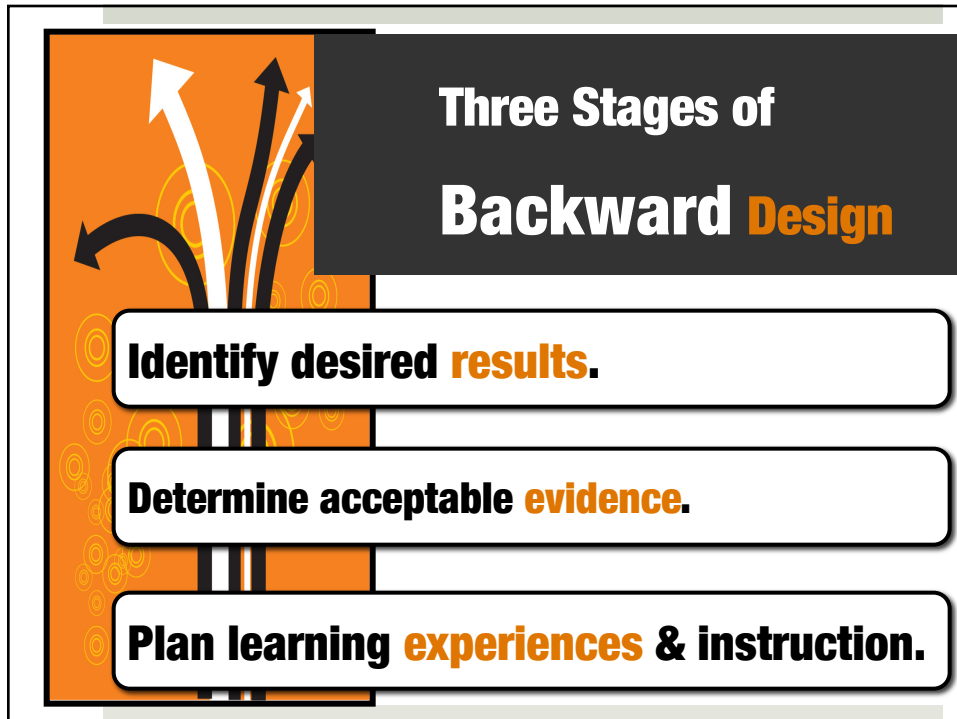 Three Stages of
Backward Design
Identify desired results.
Determine acceptable evidence.
Plan learning experiences & instruction.